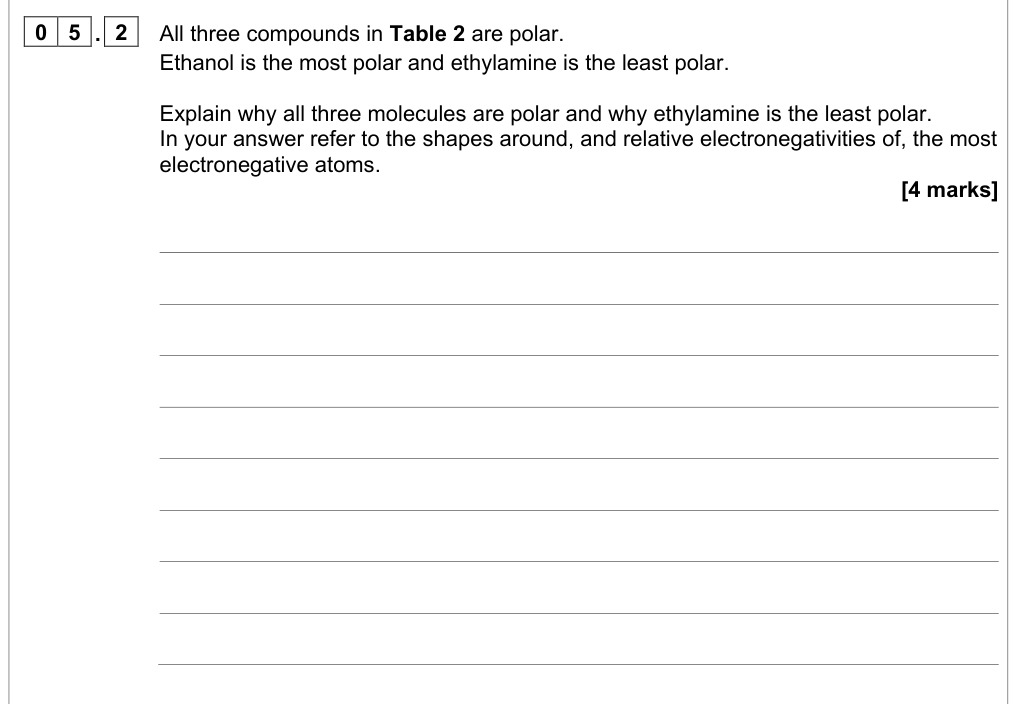 0 5 . 2 All three compounds in Table 2 are polar.
Ethanol is the most polar and ethylamine is the least polar.
Explain why all three molecules are polar and why ethylamine is the least polar.
In your answer refer to the shapes around, and relative electronegativities of, the most
electronegative atoms.
[4 marks]